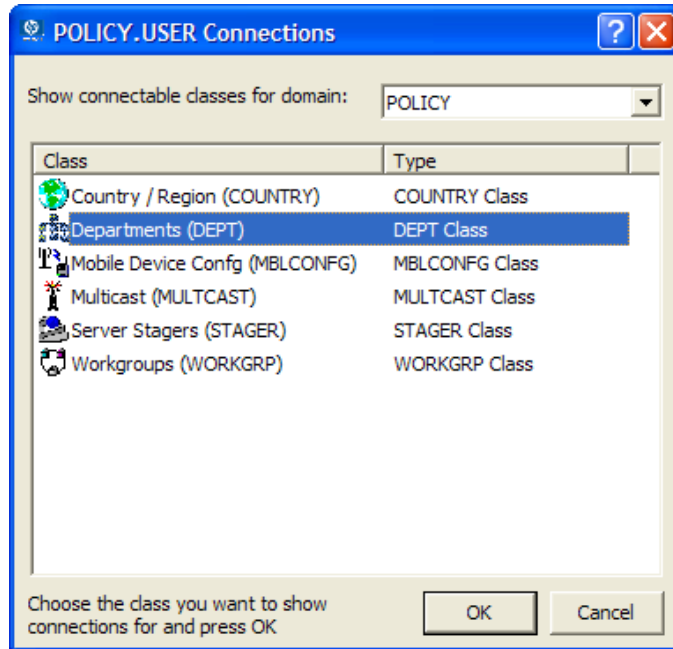 POLICY.USER Connections
Show connectable classes for domain: POLICY
Class Type
Country / Region (COUNTRY) COUNTRY Class
Departments (DEPT) DEPT Class
Mobile Device Confg (MBLCONFG) MBLCONFG Class
Multicast (MULTCAST) MULTCAST Class
Server Stagers (STAGER) STAGER Class
Workgroups (WORKGRP) WORKGRP Class
Choose the class you want to show
connections for and press OK
OK Cancel